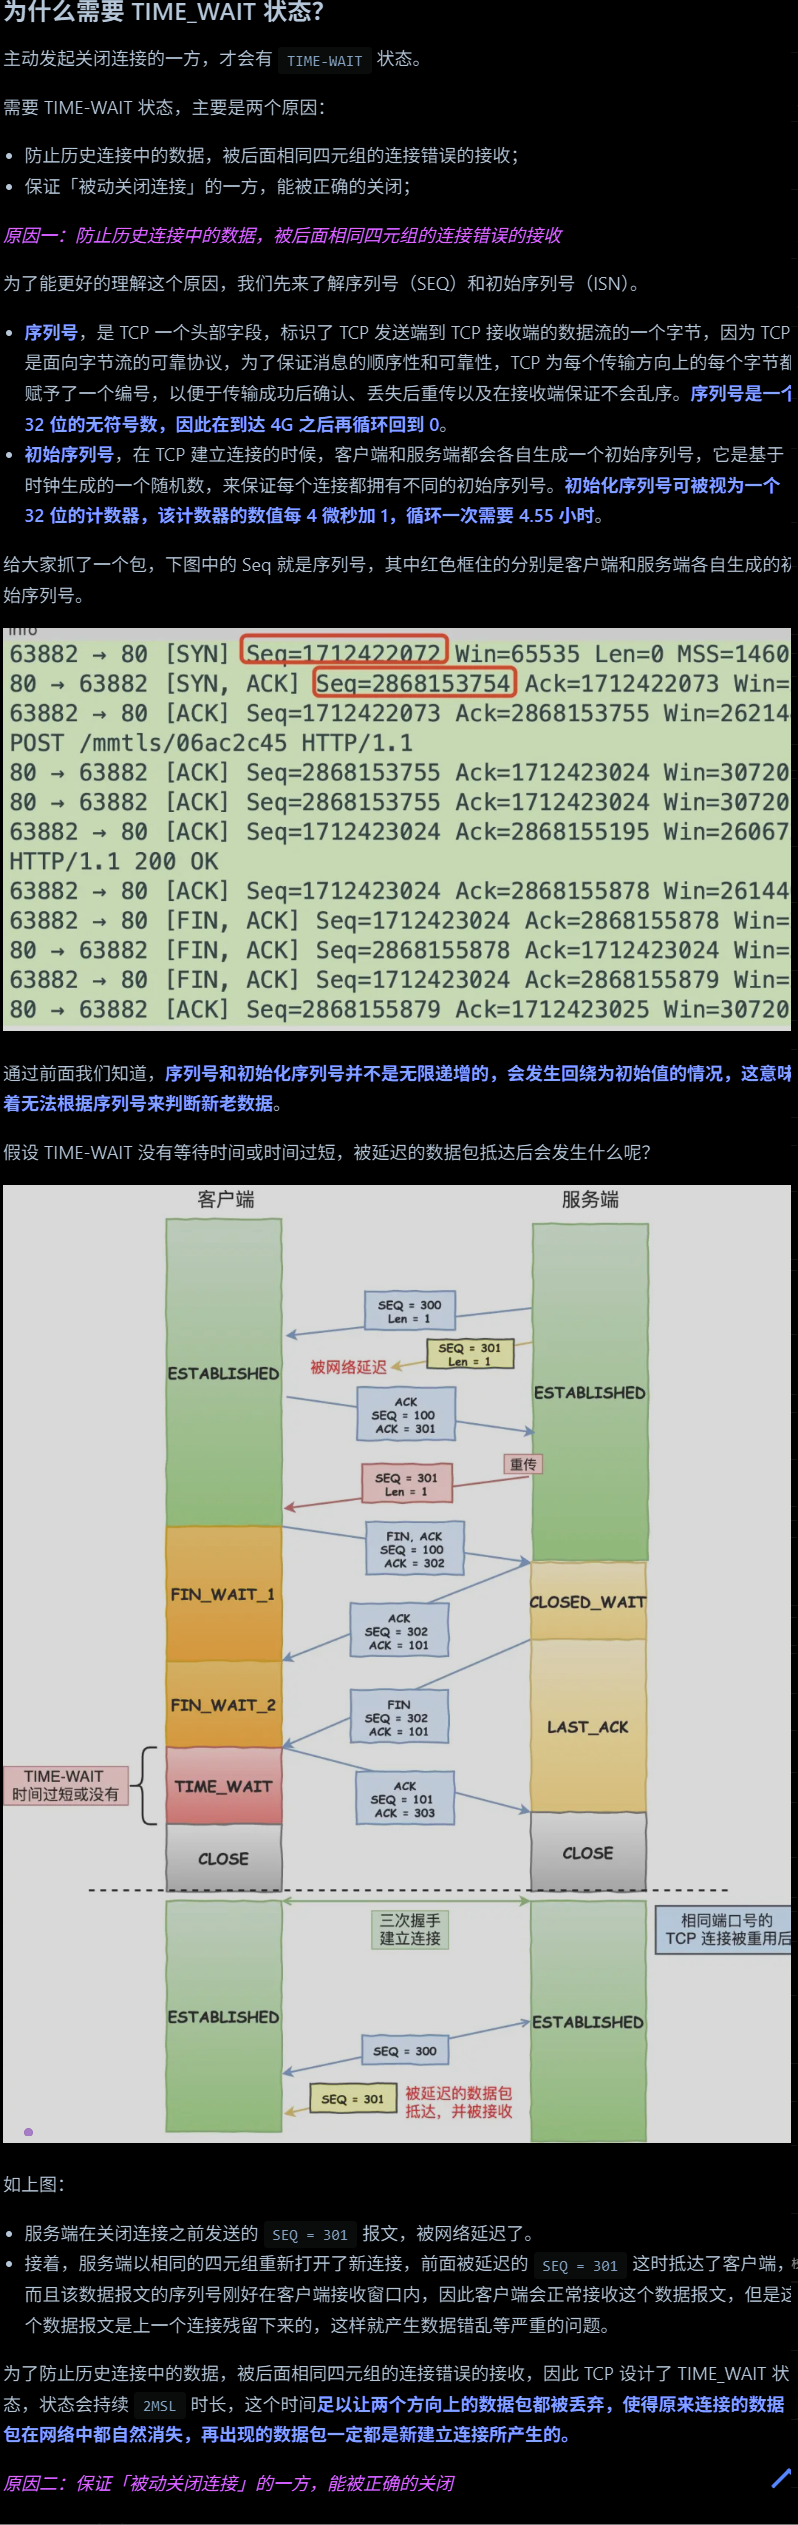 为什么需要 TIME_WAIT 状态？
主动发起关闭连接的一方，才会有 TIME-WAIT 状态。
需要 TIME-WAIT 状态，主要是两个原因：
• 防止历史连接中的数据，被后面相同四元组的连接错误的接收；
• 保证「被动关闭连接」的一方，能被正确的关闭；
原因一：防止历史连接中的数据，被后面相同四元组的连接错误的接收
为了能更好的理解这个原因，我们先来了解序列号（SEQ）和初始序列号（ISN）。
• 序列号，是 TCP 一个头部字段，标识了 TCP 发送端到 TCP 接收端的数据流的一个字节，因为 TCP
是面向字节流的可靠协议，为了保证消息的顺序性和可靠性，TCP 为每个传输方向上的每个字节都
赋予了一个编号，以便于传输成功后确认、丢失后重传以及在接收端保证不会乱序。序列号是一个
32 位的无符号数，因此在到达 4G 之后再循环回到 0。
• 初始序列号，在 TCP 建立连接的时候，客户端和服务端都会各自生成一个初始序列号，它是基于
时钟生成的一个随机数，来保证每个连接都拥有不同的初始序列号。初始化序列号可被视为一个
32 位的计数器，该计数器的数值每 4 微秒加 1，循环一次需要 4.55 小时。
给大家抓了一个包，下图中的 Seq 就是序列号，其中红色框住的分别是客户端和服务端各自生成的初
始序列号。
Info
63882 → 80 [SYN] Seq=1712422072 Win=65535 Len=0 MSS=1460
80 → 63882 [SYN, ACK] Seq=2868153754 Ack=1712422073 Win=
63882 → 80 [ACK] Seq=1712422073 Ack=2868153755 Win=26214
POST /mmtls/06ac2c45 HTTP/1.1
80 → 63882 [ACK] Seq=2868153755 Ack=1712423024 Win=30720
80 → 63882 [ACK] Seq=2868153755 Ack=1712423024 Win=30720
63882 → 80 [ACK] Seq=1712423024 Ack=2868155195 Win=26067
HTTP/1.1 200 OK
63882 → 80 [ACK] Seq=1712423024 Ack=2868155878 Win=26144
63882 → 80 [FIN, ACK] Seq=1712423024 Ack=2868155878 Win=
80 → 63882 [FIN, ACK] Seq=2868155878 Ack=1712423024 Win=
63882 → 80 [FIN, ACK] Seq=1712423024 Ack=2868155879 Win=
80 → 63882 [ACK] Seq=2868155879 Ack=1712423025 Win=30720
通过前面我们知道，序列号和初始化序列号并不是无限递增的，会发生回绕为初始值的情况，这意味
着无法根据序列号来判断新老数据。
假设 TIME-WAIT 没有等待时间或时间过短，被延迟的数据包抵达后会发生什么呢？
客户端
服务端
SEQ = 300
Len = 1
SEQ = 301
Len = 1
被网络延迟
ESTABLISHED
ESTABLISHED
ACK
SEQ = 100
ACK = 301
重传
SEQ = 301
Len = 1
FIN, ACK
SEQ = 100
ACK = 302
FIN_WAIT_1
CLOSED_WAIT
ACK
SEQ = 302
ACK = 101
FIN_WAIT_2
FIN
SEQ = 302
ACK = 101
LAST_ACK
TIME-WAIT
时间过短或没有
TIME_WAIT
ACK
SEQ = 101
ACK = 303
CLOSE
CLOSE
三次握手
建立连接
相同端口号的
TCP 连接被重用后
ESTABLISHED
ESTABLISHED
SEQ = 300
SEQ = 301
被延迟的数据包
抵达，并被接收
如上图：
• 服务端在关闭连接之前发送的 SEQ = 301 报文，被网络延迟了。
• 接着，服务端以相同的四元组重新打开了新连接，前面被延迟的 SEQ = 301 这时抵达了客户端，
而且该数据报文的序列号刚好在客户端接收窗口内，因此客户端会正常接收这个数据报文，但是这
个数据报文是上一个连接残留下来的，这样就产生数据错乱等严重的问题。
为了防止历史连接中的数据，被后面相同四元组的连接错误的接收，因此 TCP 设计了 TIME_WAIT 状
态，状态会持续 2MSL 时长，这个时间足以让两个方向上的数据包都被丢弃，使得原来连接的数据
包在网络中都自然消失，再出现的数据包一定都是新建立连接所产生的。
原因二：保证「被动关闭连接」的一方，能被正确的关闭